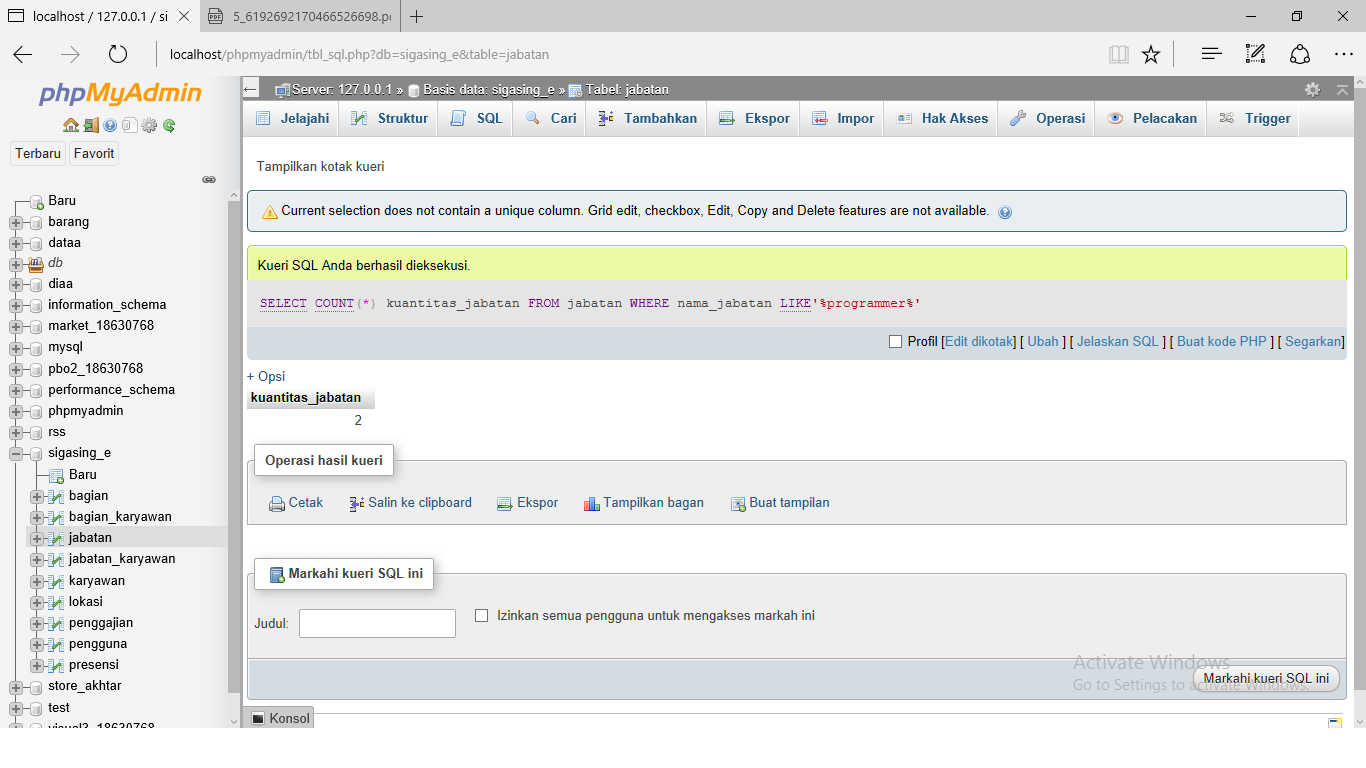 localhost / 127.0.0.1 / si
5_6192692170466526698.p
localhost/phpmyadmin/tbl_sql.php?db=sigasing_e&table=jabatan
phpMyAdmin
Terbaru Favorit
Baru
barang
dataa
db
diaa
information_schema
market_18630768
mysql
pbo2_18630768
performance_schema
phpmyadmin
rss
sigasing_e
Baru
bagian
bagian_karyawan
jabatan
jabatan_karyawan
karyawan
lokasi
penggajian
pengguna
presensi
store_akhtar
test
visual3_18630768
Server: 127.0.0.1 » Basis data: sigasing_e » Tabel: jabatan
Jelajahi Struktur SQL Cari Tambahkan Ekspor Impor Hak Akses Operasi Pelacakan Trigger
Tampilkan kotak kueri
Current selection does not contain a unique column. Grid edit, checkbox, Edit, Copy and Delete features are not available.
Kueri SQL Anda berhasil dieksekusi.
SELECT COUNT(*) kuantitas_jabatan FROM jabatan WHERE nama_jabatan LIKE'%programmer%'
Profil [Edit dikotak] [ Ubah ] [ Jelaskan SQL ] [ Buat kode PHP ] [ Segarkan]
+ Opsi
kuantitas_jabatan
2
Operasi hasil kueri
Cetak Salin ke clipboard Ekspor Tampilkan bagan Buat tampilan
Markahi kueri SQL ini
Judul: Izinkan semua pengguna untuk mengakses markah ini
Activate Windows
Go to Settings to activate Windows.
Markahi kueri SQL ini
Konsol